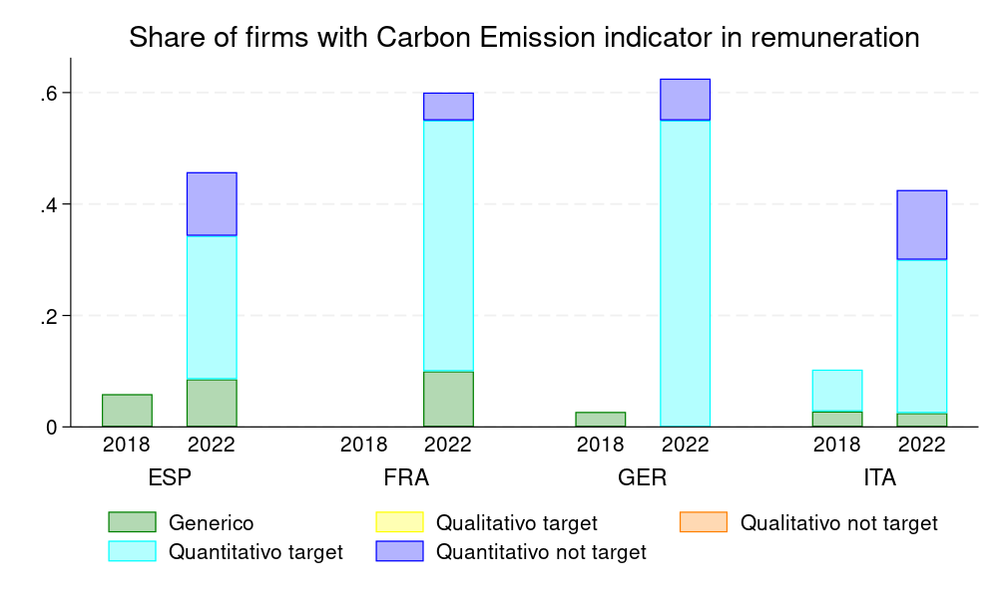 Share of firms with Carbon Emission indicator in remuneration
.6
.4
.2
0
2018 2022 2018 2022 2018 2022 2018 2022
ESP FRA GER ITA
Generico Qualitativo target Qualitativo not target
Quantitativo target Quantitativo not target